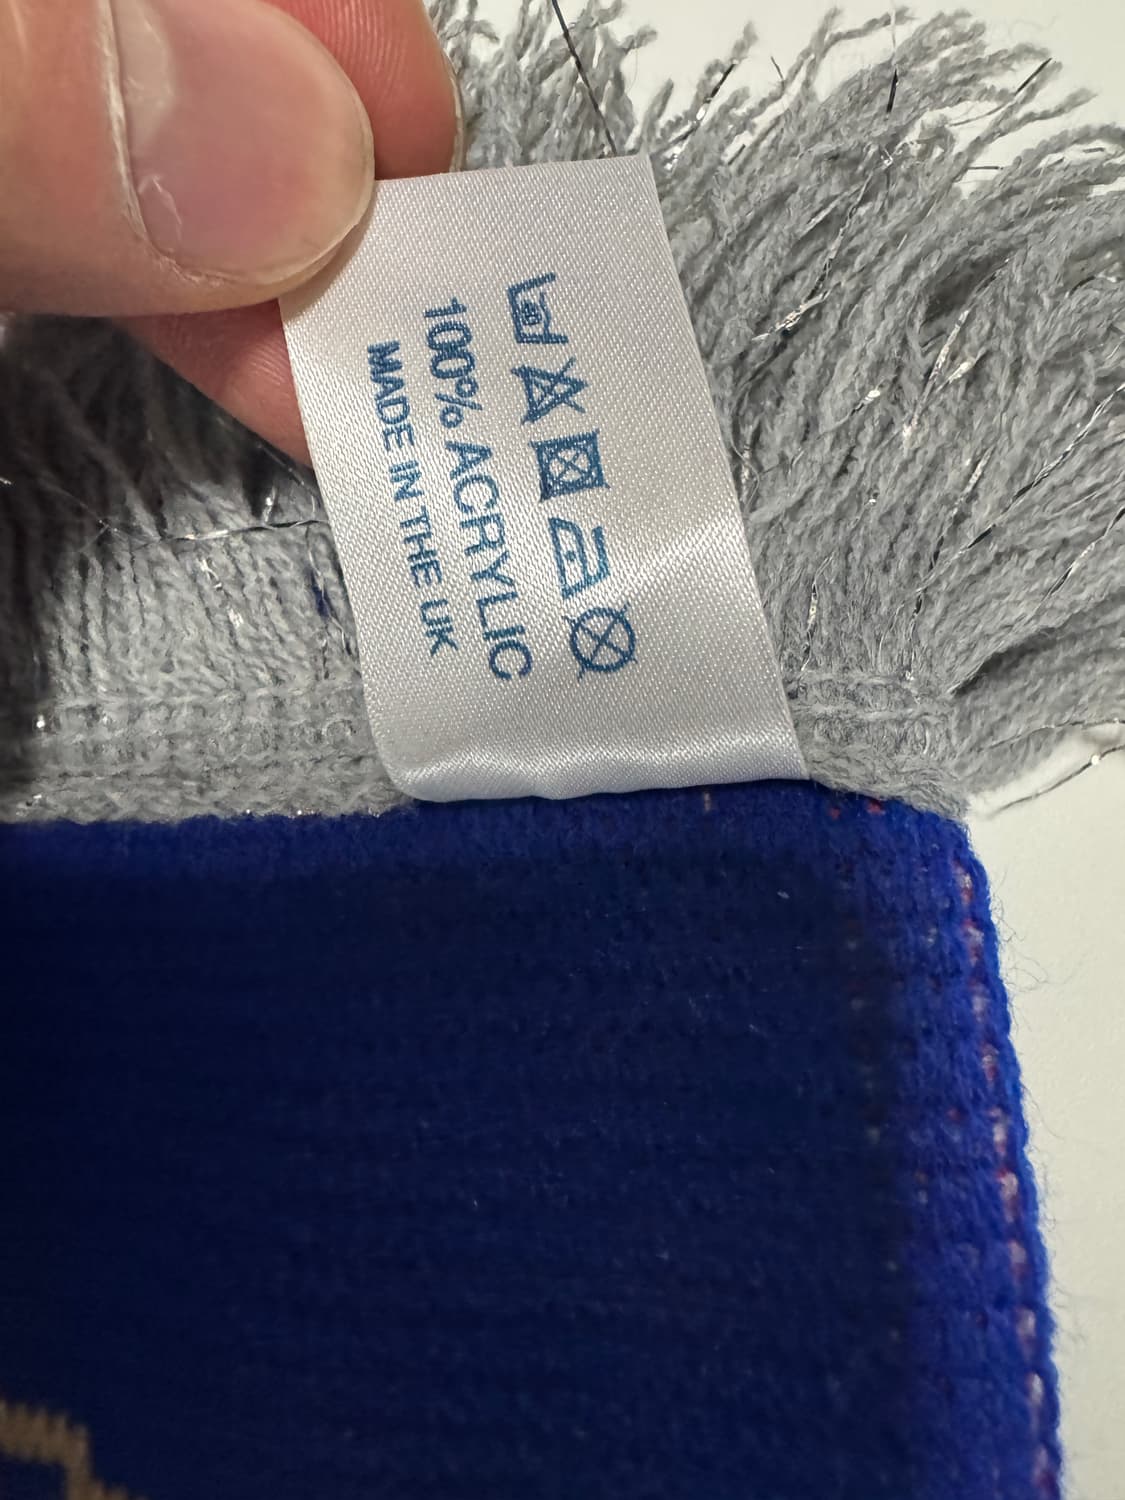 100% ACRYLIC
MADE IN THE UK